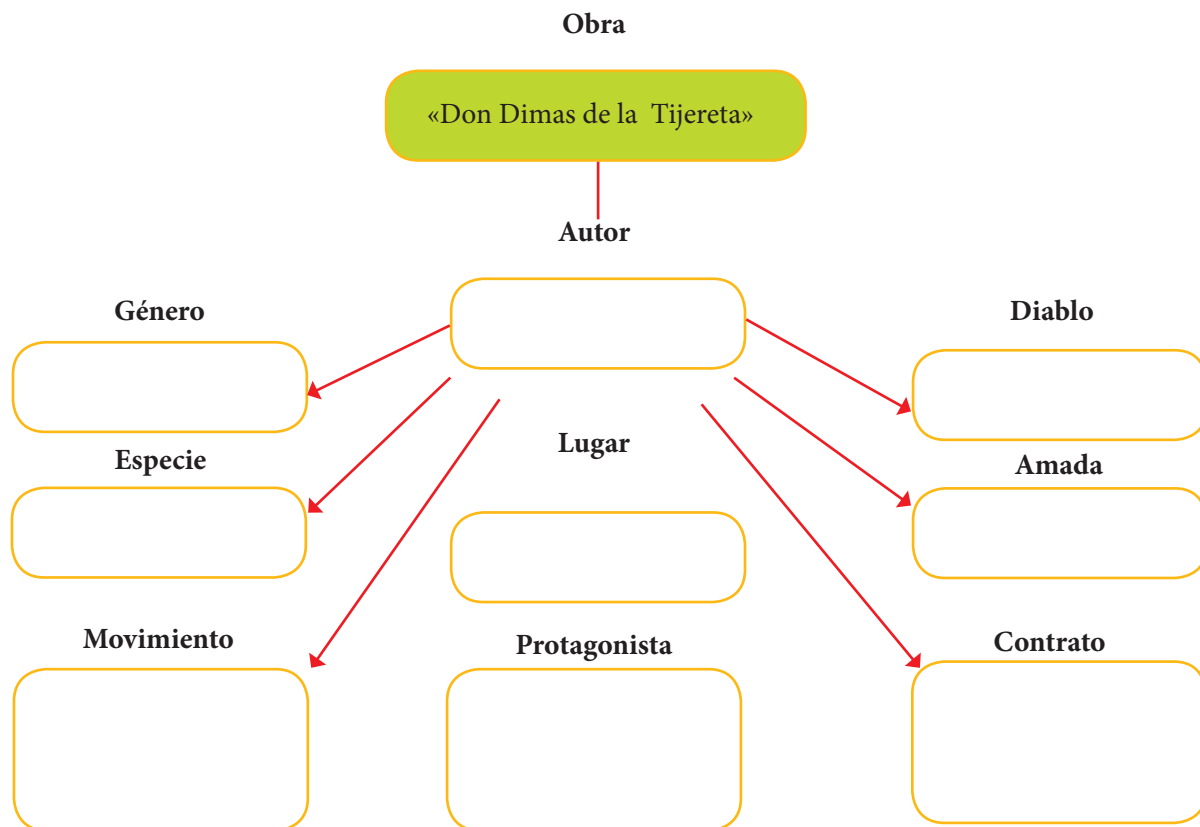 Obra
«Don Dimas de la Tijereta»
Autor
Género
Diablo
Lugar
Especie
Amada
Movimiento
Protagonista
Contrato